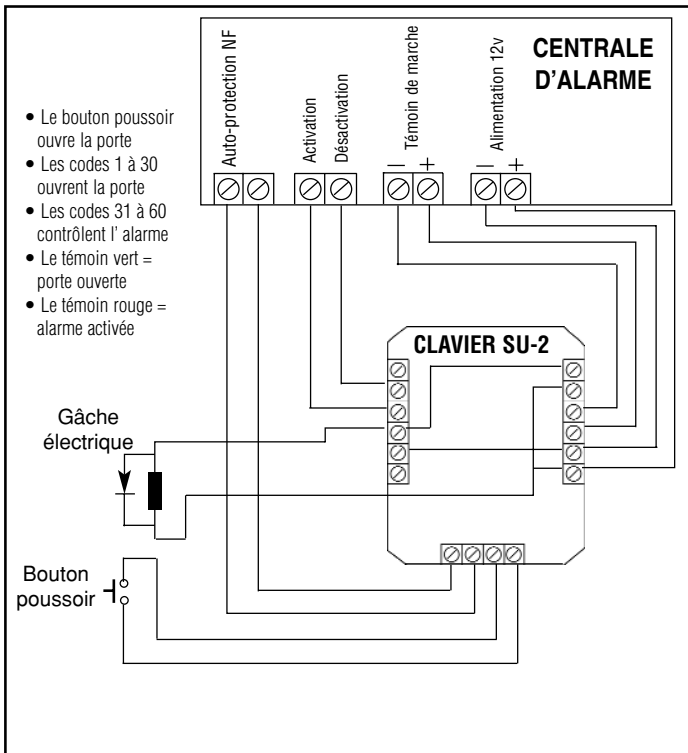 CENTRALE
D'ALARME
Auto-protection NF
Activation
Désactivation
Témoin de marche
Alimentation 12v
– + – +
• Le bouton poussoir
ouvre la porte
• Les codes 1 à 30
ouvrent la porte
• Les codes 31 à 60
contrôlent l' alarme
• Le témoin vert =
porte ouverte
• Le témoin rouge =
alarme activée
CLAVIER SU-2
Gâche
électrique
Bouton
poussoir